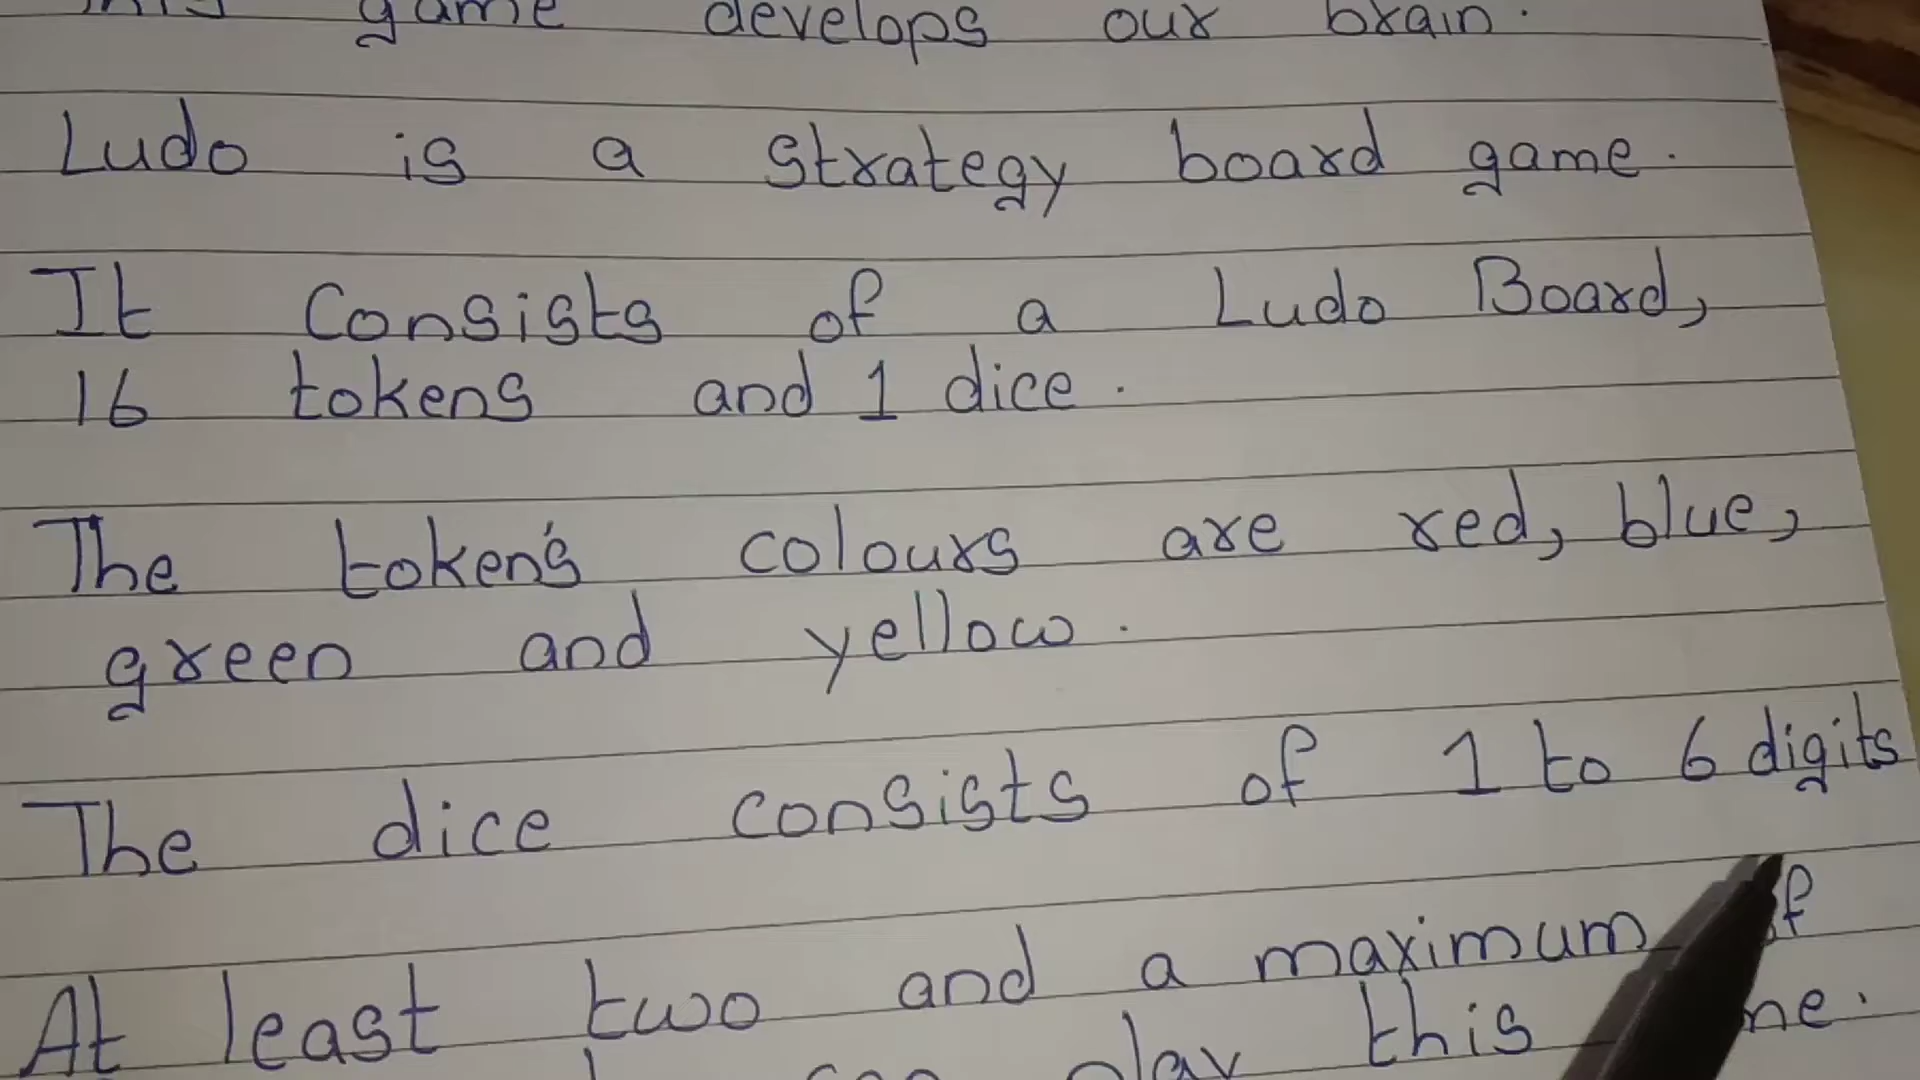 game develops our brain.
Ludo is a strategy board game.
It Consists of a Ludo Board,
16 tokens and 1 dice.
The token's colours are red, blue,
green and yellow.
The dice consists of 1 to 6 digits
At least two and a maximum
play this